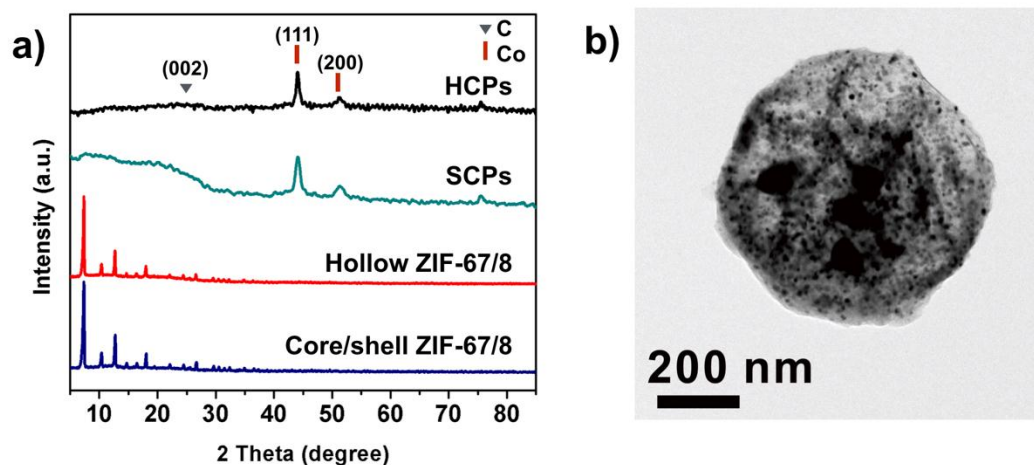 a)
(002)
(111)
(200)
C
Co
HCPs
SCPs
Hollow ZIF-67/8
Core/shell ZIF-67/8
Intensity (a.u.)
10 20 30 40 50 60 70 80
2 Theta (degree)
b)
200 nm